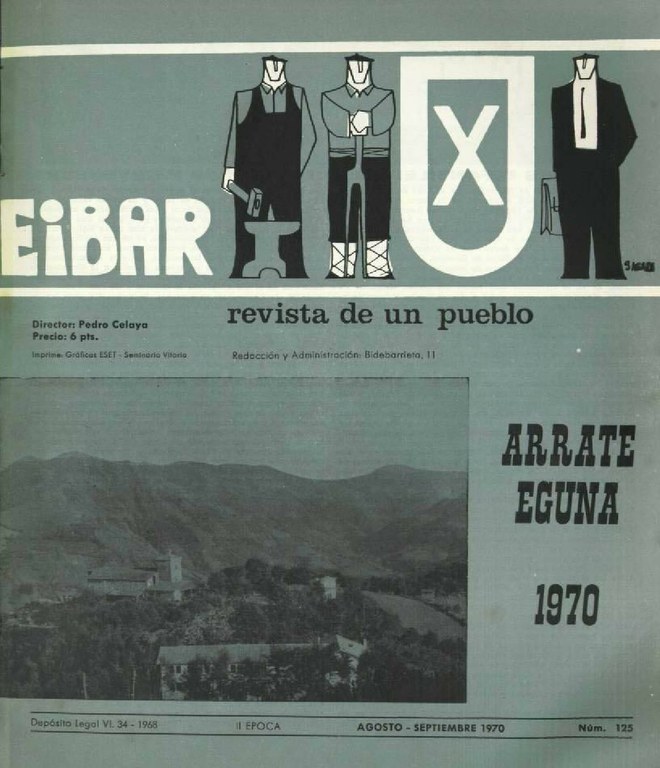 EiBAR
X
revista de un pueblo
Director: Pedro Celaya
Precio: 6 pts.
Imprime: Gráficas ESET - Seminario Vitoria
Redacción y Administración: Bidebarrieta, 11
ARRATE
EGUNA
1970
Depósito Legal VI. 34 - 1968
II EPOCA
AGOSTO - SEPTIEMBRE 1970
Núm. 125